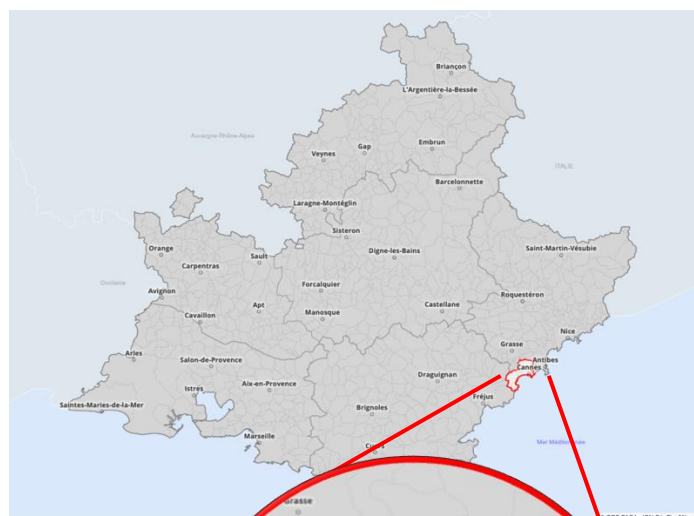 Briançon
L'Argentière-la-Bessée
Auvergne-Rhône-Alpes
Embrun
Gap
Veynes
ITALIE
Barcelonnette
Laragne-Montéglin
Sisteron
Orange
Saint-Martin-Vésubie
Digne-les-Bains
Sault
Carpentras
Occitanie
Forcalquier
Avignon
Roquestéron
Apt
Castellane
Manosque
Cavaillon
Nice
Grasse
Arles
Salon-de-Provence
Antibes
Cannes
Draguignan
Aix-en-Provence
Istres
Fréjus
Saintes-Maries-de-la-Mer
Brignoles
Marseille
Mer Méditerranée
Grasse